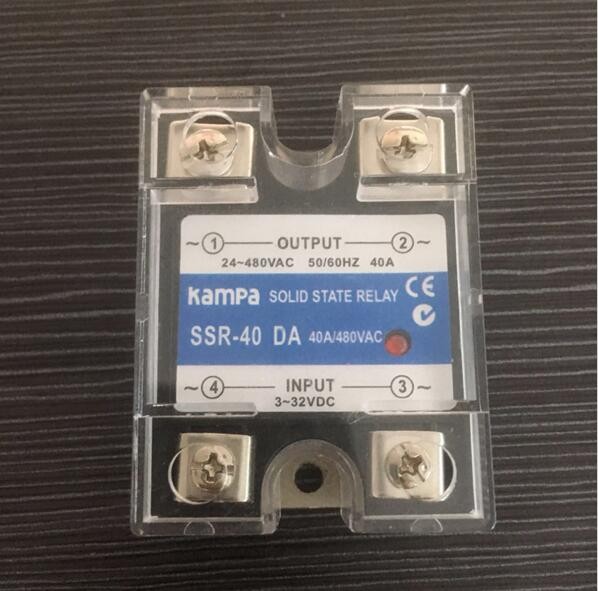 ~ 1 OUTPUT 2 ~
24~480VAC 50/60HZ 40A
Kampa SOLID STATE RELAY CE
SSR-40 DA 40A/480VAC
~ 4 INPUT 3 ~
3~32VDC